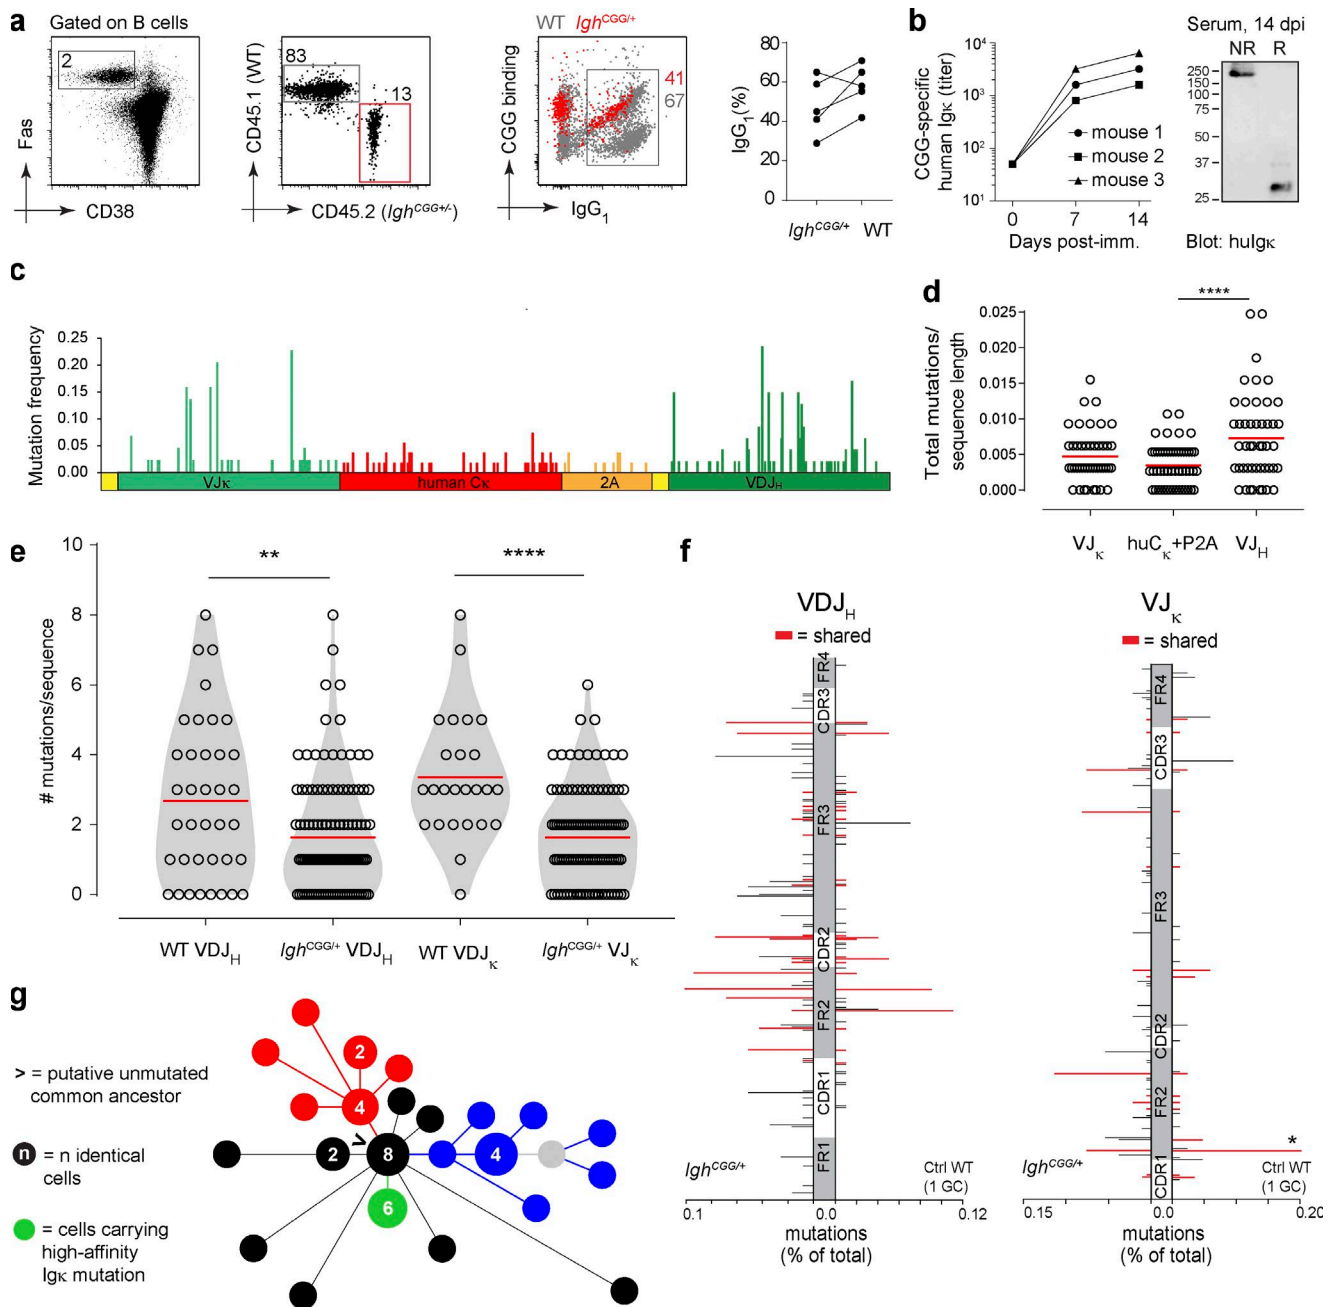 a
Gated on B cells
2
Fas
CD38
83
13
CD45.1 (WT)
CD45.2 (Igh^CGG+/-)
WT Igh^CGG/+
41
67
CGG binding
IgG1
80
60
40
20
0
IgG1(%)
Igh^CGG/+ WT
b
CGG-specific
human Igκ (titer)
10^4
10^3
10^2
10^1
mouse 1
mouse 2
mouse 3
0 7 14
Days post-imm.
Serum, 14 dpi
NR R
250
150
100
75
50
37
25
Blot: huIgκ
c
Mutation frequency
0.25
0.20
0.15
0.10
0.05
0.00
VJκ
human Cκ
2A
VDJH
d
****
Total mutations/
sequence length
0.025
0.020
0.015
0.010
0.005
0.000
VJκ
huCκ+P2A
VJH
e
# mutations/sequence
10
8
6
4
2
0
**
****
WT VDJH
Igh^CGG/+ VDJH
WT VDJκ
Igh^CGG/+ VJκ
f
VDJH
= shared
FR4
CDR3
FR3
CDR2
FR2
CDR1
FR1
Igh^CGG/+
Ctrl WT
(1 GC)
0.1 0.0 0.12
mutations
(% of total)
VJκ
= shared
FR4
CDR3
FR3
CDR2
FR2
CDR1
*
Igh^CGG/+
Ctrl WT
(1 GC)
0.15 0.0 0.20
mutations
(% of total)
g
> = putative unmutated
common ancestor
n = n identical
cells
= cells carrying
high-affinity
Igκ mutation
2
4
>
2
8
4
6